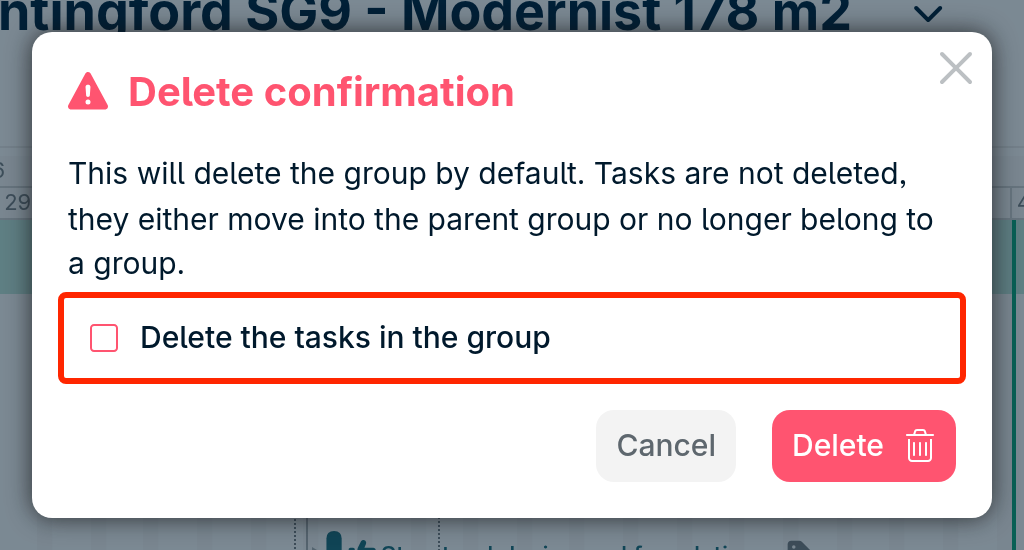 ntingford SG9 - Modernist 178 m2
Delete confirmation
This will delete the group by default. Tasks are not deleted,
they either move into the parent group or no longer belong to
a group.
29
Delete the tasks in the group
Cancel
Delete